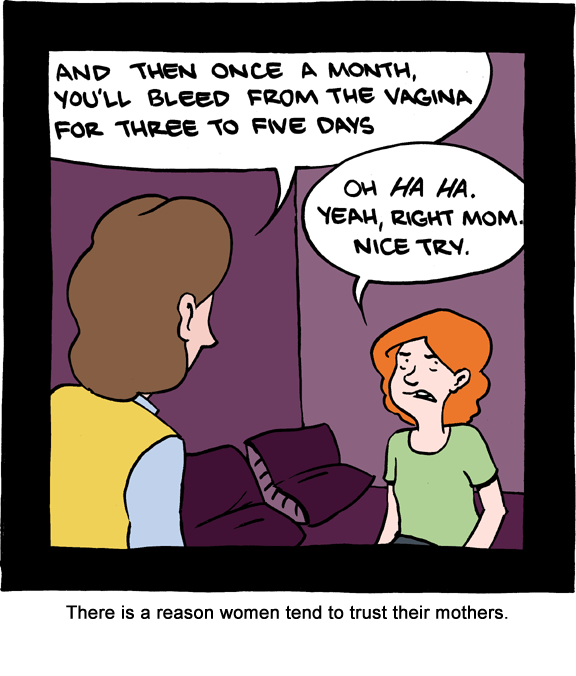 AND THEN ONCE A MONTH,
YOU'LL BLEED FROM THE VAGINA
FOR THREE TO FIVE DAYS
OH HA HA.
YEAH, RIGHT MOM.
NICE TRY.
There is a reason women tend to trust their mothers.